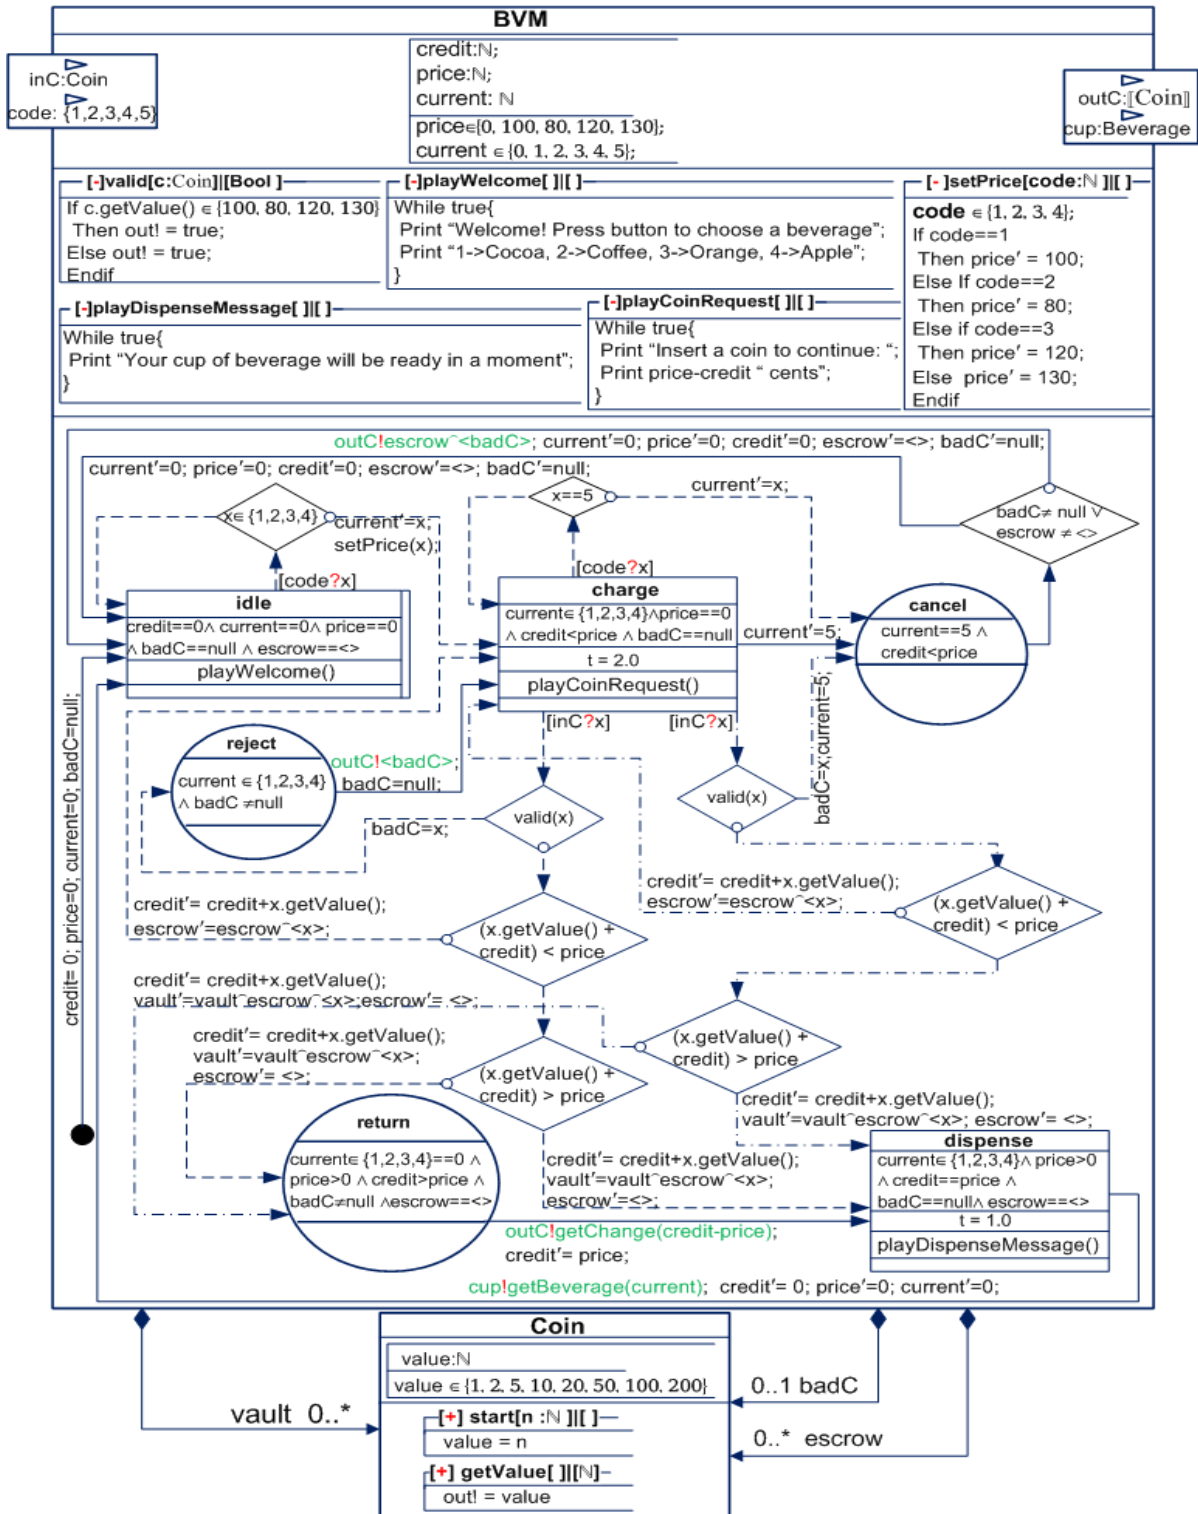 BVM
inC:Coin
code: {1,2,3,4,5}
credit:ℕ;
price:ℕ;
current: ℕ
price∈{0, 100, 80, 120, 130};
current ∈{0, 1, 2, 3, 4, 5};
outC:⟦Coin⟧
cup:Beverage
[-]valid[c:Coin]|[Bool ]
If c.getValue() ∈ {100, 80, 120, 130}
Then out! = true;
Else out! = true;
Endif
[-]playWelcome[ ]|[ ]
While true{
Print “Welcome! Press button to choose a beverage”;
Print “1->Cocoa, 2->Coffee, 3->Orange, 4->Apple”;
}
[-]setPrice[code:ℕ ]|[ ]
code ∈ {1, 2, 3, 4};
If code==1
Then price′ = 100;
Else If code==2
Then price′ = 80;
Else if code==3
Then price′ = 120;
Else price′ = 130;
Endif
[-]playDispenseMessage[ ]|[ ]
While true{
Print “Your cup of beverage will be ready in a moment”;
}
[-]playCoinRequest[ ]|[ ]
While true{
Print “Insert a coin to continue: “;
Print price-credit “ cents”;
}
outC!escrow⌢<badC>; current′=0; price′=0; credit′=0; escrow′=<>; badC′=null;
current′=0; price′=0; credit′=0; escrow′=<>; badC′=null;
x∈ {1,2,3,4}
current′=x;
setPrice(x);
[code?x]
x==5
current′=x;
[code?x]
badC≠ null ∨
escrow ≠ <>
idle
credit==0∧ current==0∧ price==0
∧ badC==null ∧ escrow==<>
playWelcome()
charge
current∈ {1,2,3,4}∧price==0
∧ credit<price ∧ badC==null
t = 2.0
playCoinRequest()
current′=5;
cancel
current==5 ∧
credit<price
[inC?x]
[inC?x]
reject
current ∈ {1,2,3,4}
∧ badC ≠null
outC!<badC>;
badC=null;
badC=x;
valid(x)
valid(x)
badC=x;current=5;
credit= 0; price=0; current=0; badC=null;
credit′= credit+x.getValue();
escrow′=escrow⌢<x>;
(x.getValue() +
credit) < price
credit′= credit+x.getValue();
escrow′=escrow⌢<x>;
(x.getValue() +
credit) < price
credit′= credit+x.getValue();
vault′=vault⌢escrow⌢<x>;escrow′= <>;
credit′= credit+x.getValue();
vault′=vault⌢escrow⌢<x>;
escrow′= <>;
(x.getValue() +
credit) > price
(x.getValue() +
credit) > price
credit′= credit+x.getValue();
vault′=vault⌢escrow⌢<x>; escrow′= <>;
return
current∈ {1,2,3,4}==0 ∧
price>0 ∧ credit>price ∧
badC≠null ∧escrow==<>
credit′= credit+x.getValue();
vault′=vault⌢escrow⌢<x>;
escrow′=<>;
dispense
current∈ {1,2,3,4}∧ price>0
∧ credit==price ∧
badC==null∧ escrow==<>
t = 1.0
playDispenseMessage()
outC!getChange(credit-price);
credit′= price;
cup!getBeverage(current); credit′= 0; price′=0; current′=0;
Coin
value:ℕ
value ∈ {1, 2, 5, 10, 20, 50, 100, 200}
[+] start[n :ℕ ]|[ ]
value = n
[+] getValue[ ]|[ℕ]
out! = value
vault 0..*
0..1 badC
0..* escrow